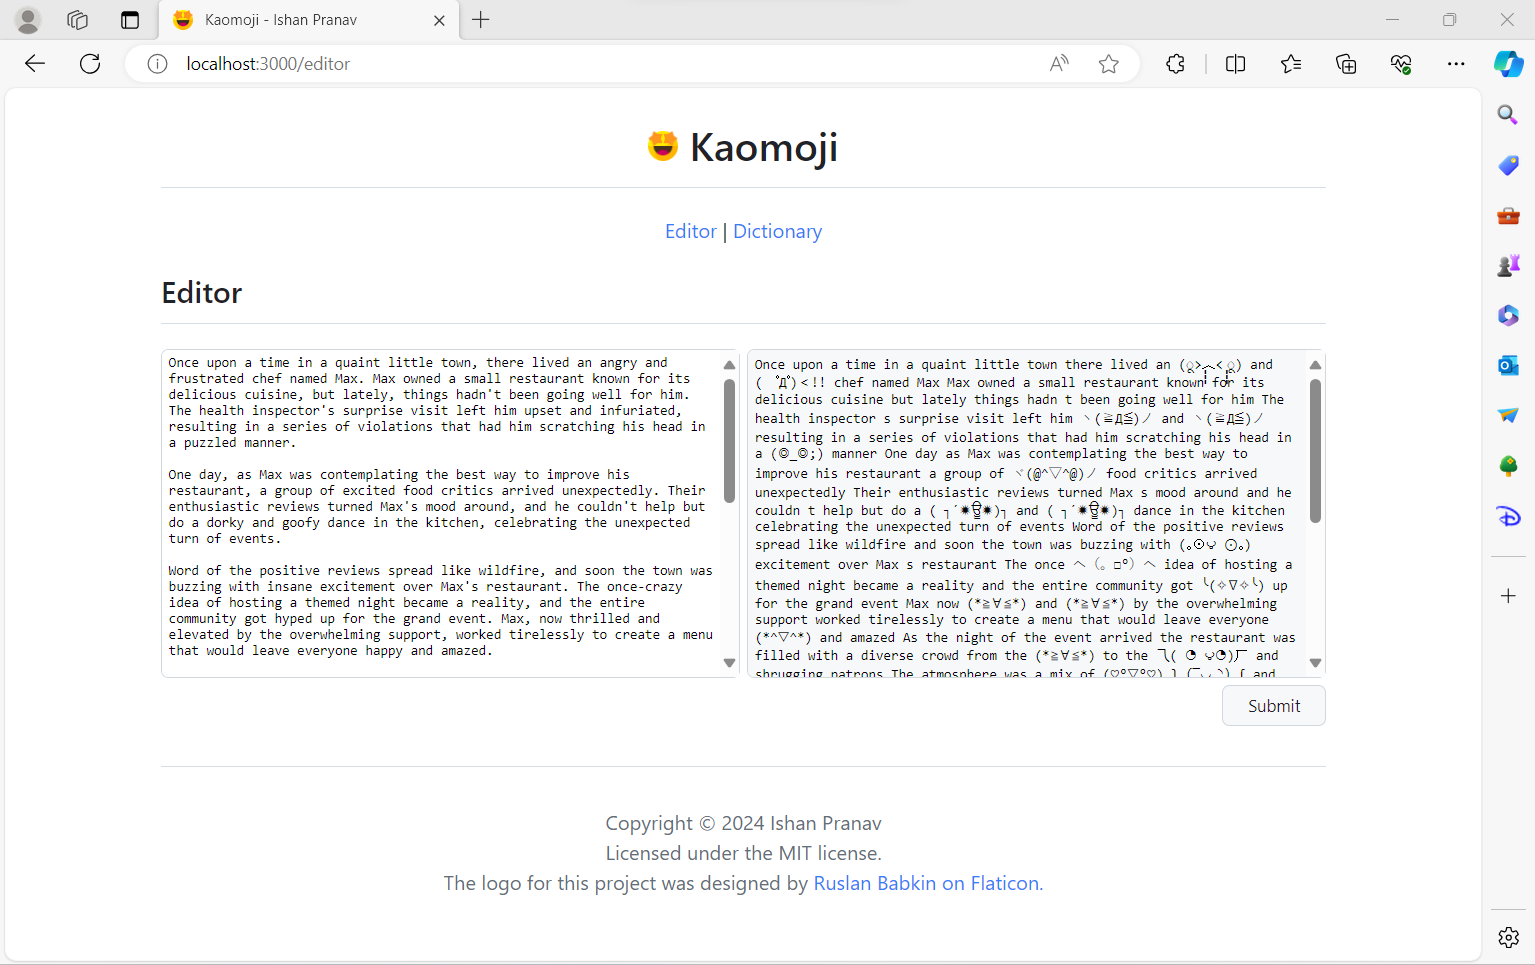 Kaomoji - Ishan Pranav
localhost:3000/editor
Kaomoji
Editor | Dictionary
Editor
Once upon a time in a quaint little town, there lived an angry and
frustrated chef named Max. Max owned a small restaurant known for its
delicious cuisine, but lately, things hadn't been going well for him.
The health inspector's surprise visit left him upset and infuriated,
resulting in a series of violations that had him scratching his head in
a puzzled manner.
One day, as Max was contemplating the best way to improve his
restaurant, a group of excited food critics arrived unexpectedly. Their
enthusiastic reviews turned Max's mood around, and he couldn't help but
do a dorky and goofy dance in the kitchen, celebrating the unexpected
turn of events.
Word of the positive reviews spread like wildfire, and soon the town was
buzzing with insane excitement over Max's restaurant. The once-crazy
idea of hosting a themed night became a reality, and the entire
community got hyped up for the grand event. Max, now thrilled and
elevated by the overwhelming support, worked tirelessly to create a menu
that would leave everyone happy and amazed.
Once upon a time in a quaint little town there lived an (ू˃̣̣̣̣̣̣︿˂̣̣̣̣̣̣ ू) and
( ﾟДﾟ)<!! chef named Max Max owned a small restaurant known for its
delicious cuisine but lately things hadn t been going well for him The
health inspector s surprise visit left him ヽ(≧Д≦)ノ and ヽ(≧Д≦)ノ
resulting in a series of violations that had him scratching his head in
a (◎_◎;) manner One day as Max was contemplating the best way to
improve his restaurant a group of ヾ(@^▽^@)ノ food critics arrived
unexpectedly Their enthusiastic reviews turned Max s mood around and he
couldn t help but do a and dance in the kitchen
celebrating the unexpected turn of events Word of the positive reviews
spread like wildfire and soon the town was buzzing with (｡⊙ᴗ⊙｡)
excitement over Max s restaurant The once ヘ（。□°）ヘ idea of hosting a
themed night became a reality and the entire community got ╰(✧∇✧╰) up
for the grand event Max now (*≧∀≦*) and (*≧∀≦*) by the overwhelming
support worked tirelessly to create a menu that would leave everyone
(*^▽^*) and amazed As the night of the event arrived the restaurant was
filled with a diverse crowd from the (*≧∀≦*) to the ⁀⊙﹏☉⁀ and
shrugging patrons The atmosphere was a mix of (♡°▽°♡) and
Submit
Copyright © 2024 Ishan Pranav
Licensed under the MIT license.
The logo for this project was designed by Ruslan Babkin on Flaticon.